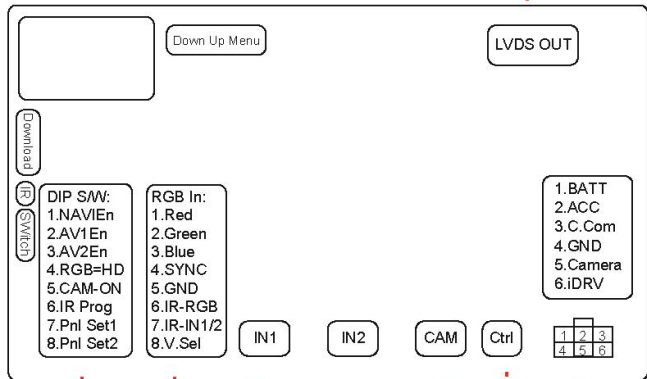 Down Up Menu
LVDS OUT
Download
IR
SWitch
DIP S/W:
1.NAVIEn
2.AV1En
3.AV2En
4.RGB=HD
5.CAM-ON
6.IR Prog
7.Pnl Set1
8.Pnl Set2
RGB In:
1.Red
2.Green
3.Blue
4.SYNC
5.GND
6.IR-RGB
7.IR-IN1/2
8.V.Sel
IN1
IN2
CAM
Ctrl
1.BATT
2.ACC
3.C.Com
4.GND
5.Camera
6.iDRV
1 2 3
4 5 6